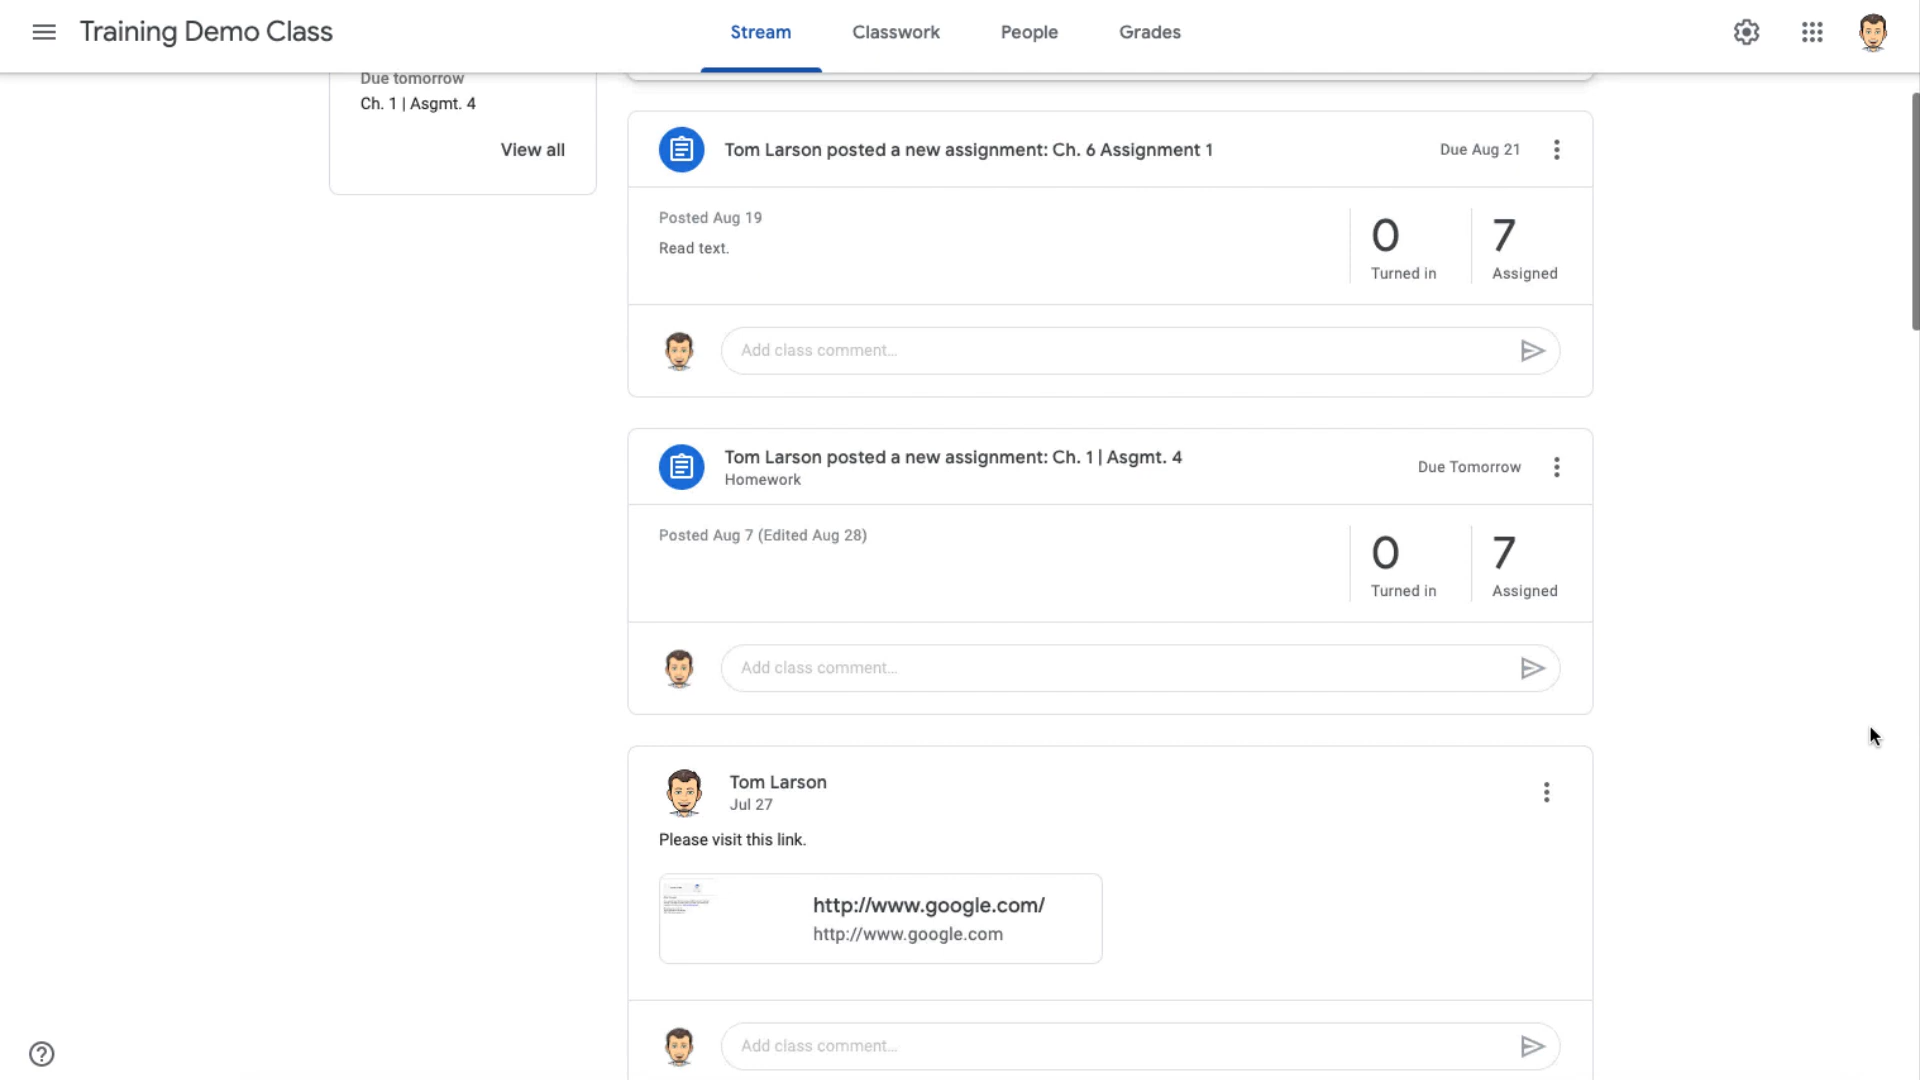 Training Demo Class
Stream
Classwork
People
Grades
Due tomorrow
Ch. 1 | Asgmt. 4
View all
Tom Larson posted a new assignment: Ch. 6 Assignment 1
Due Aug 21
Posted Aug 19
Read text.
0
Turned in
7
Assigned
Add class comment...
Tom Larson posted a new assignment: Ch. 1 | Asgmt. 4
Homework
Due Tomorrow
Posted Aug 7 (Edited Aug 28)
0
Turned in
7
Assigned
Add class comment...
Tom Larson
Jul 27
Please visit this link.
http://www.google.com/
http://www.google.com
Add class comment...